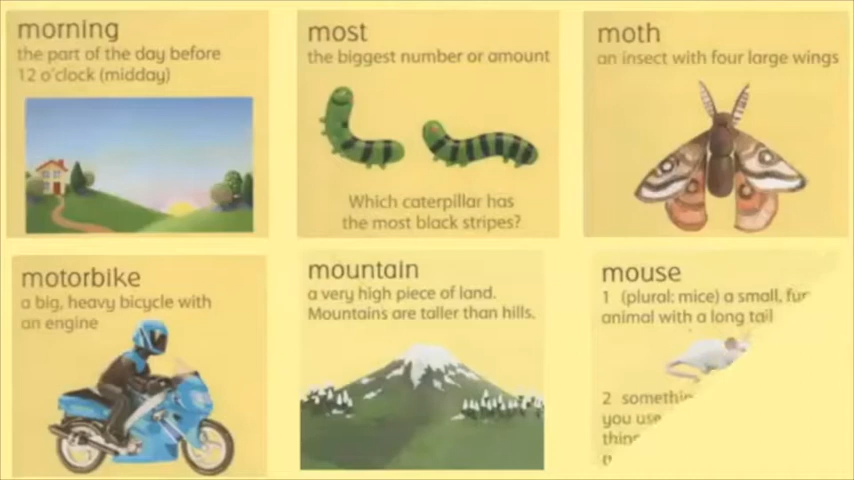 morning
the part of the day before
12 o'clock (midday)
most
the biggest number or amount
Which caterpillar has
the most black stripes?
moth
an insect with four large wings
motorbike
a big, heavy bicycle with
an engine
mountain
a very high piece of land.
Mountains are taller than hills.
mouse
1 (plural: mice) a small,
animal with a long tail
2
you use